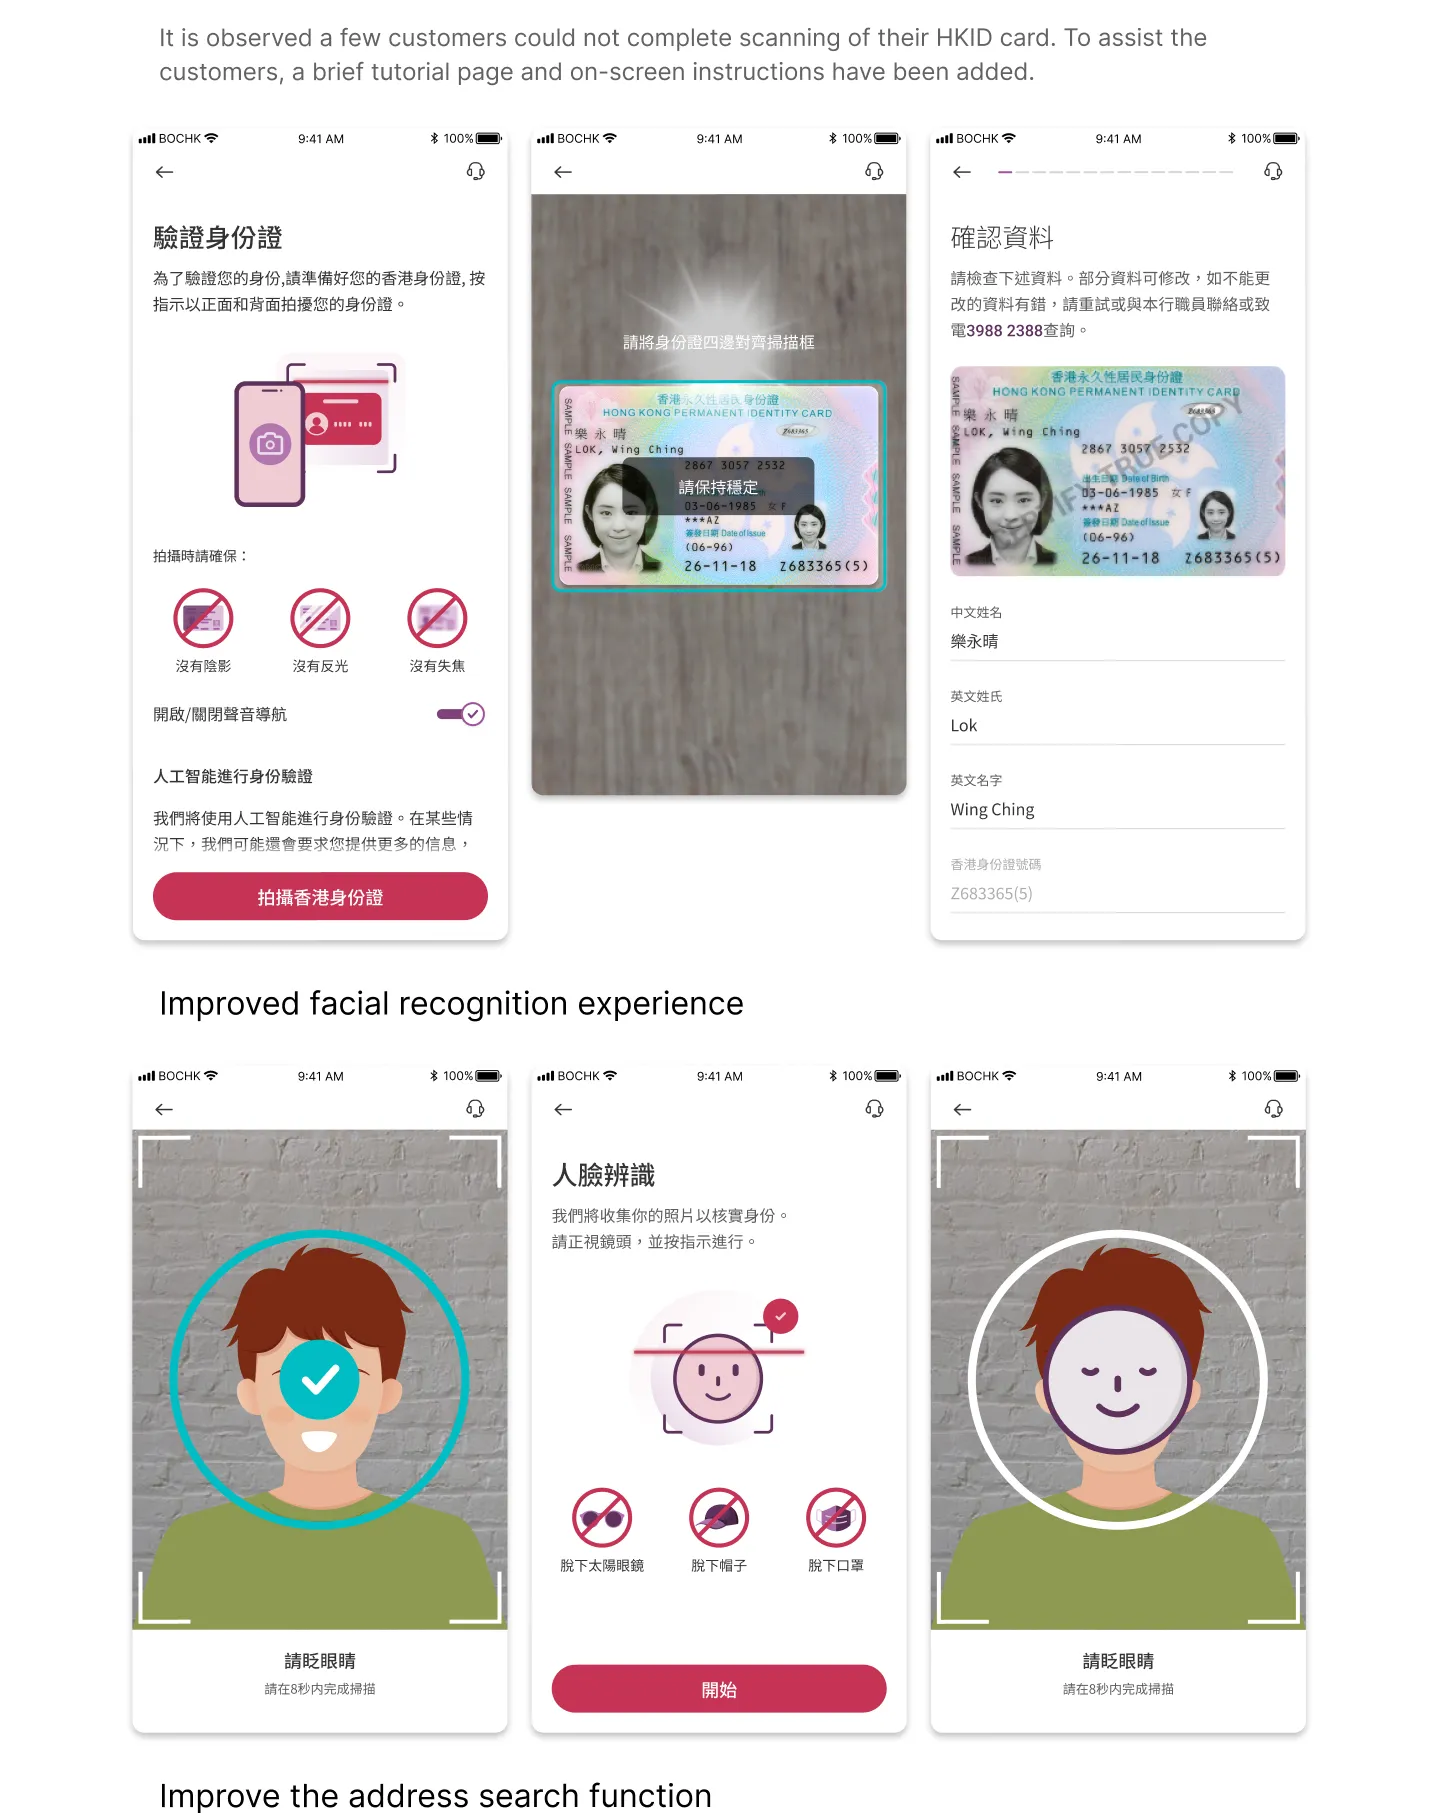 It is observed a few customers could not complete scanning of their HKID card. To assist the
customers, a brief tutorial page and on-screen instructions have been added.
BOCHK 9:41 AM 100%
驗證身份證
為了驗證您的身份,請準備好您的香港身份證, 按
指示以正面和背面拍擾您的身份證。
拍攝時請確保：
沒有陰影 沒有反光 沒有失焦
開啟/關閉聲音導航
人工智能進行身份驗證
我們將使用人工智能進行身份驗證。在某些情
況下，我們可能還會要求您提供更多的信息，
拍攝香港身份證
BOCHK 9:41 AM 100%
請將身份證四邊對齊掃描框
香港永久性居民身份證
HONG KONG PERMANENT IDENTITY CARD
SAMPLE SAMPLE SAMPLE SAMPLE
Z683365
樂永晴
LOK, Wing Ching
2867 3057 2532
請保持穩定
03-06-1985 女 F
***AZ
簽發日期 Date of Issue
(06-96)
26-11-18 Z683365(5)
BOCHK 9:41 AM 100%
確認資料
請檢查下述資料。部分資料可修改，如不能更
改的資料有錯，請重試或與本行職員聯絡或致
電3988 2388查詢。
香港永久性居民身份證
HONG KONG PERMANENT IDENTITY CARD
SAMPLE SAMPLE SAMPLE SAMPLE
Z683365
樂永晴
LOK, Wing Ching
2867 3057 2532
出生日期 Date of Birth
03-06-1985 女 F
***AZ
簽發日期 Date of Issue
(06-96)
26-11-18 Z683365(5)
TRUE COPY
中文姓名
樂永晴
英文姓氏
Lok
英文名字
Wing Ching
香港身份證號碼
Z683365(5)
Improved facial recognition experience
BOCHK 9:41 AM 100%
請眨眼睛
請在8秒内完成掃描
BOCHK 9:41 AM 100%
人臉辨識
我們將收集你的照片以核實身份。
請正視鏡頭，並按指示進行。
脫下太陽眼鏡 脫下帽子 脫下口罩
開始
BOCHK 9:41 AM 100%
請眨眼睛
請在8秒内完成掃描
Improve the address search function